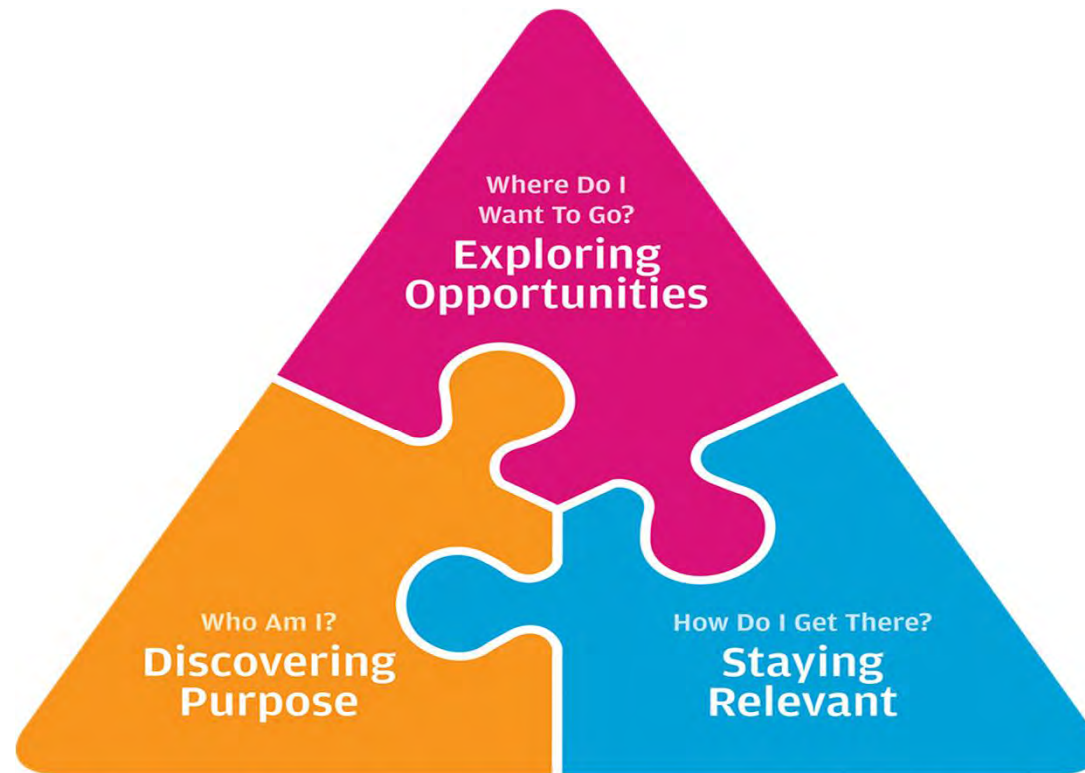 Where Do I
Want To Go?
Exploring
Opportunities
Who Am I?
Discovering
Purpose
How Do I Get There?
Staying
Relevant